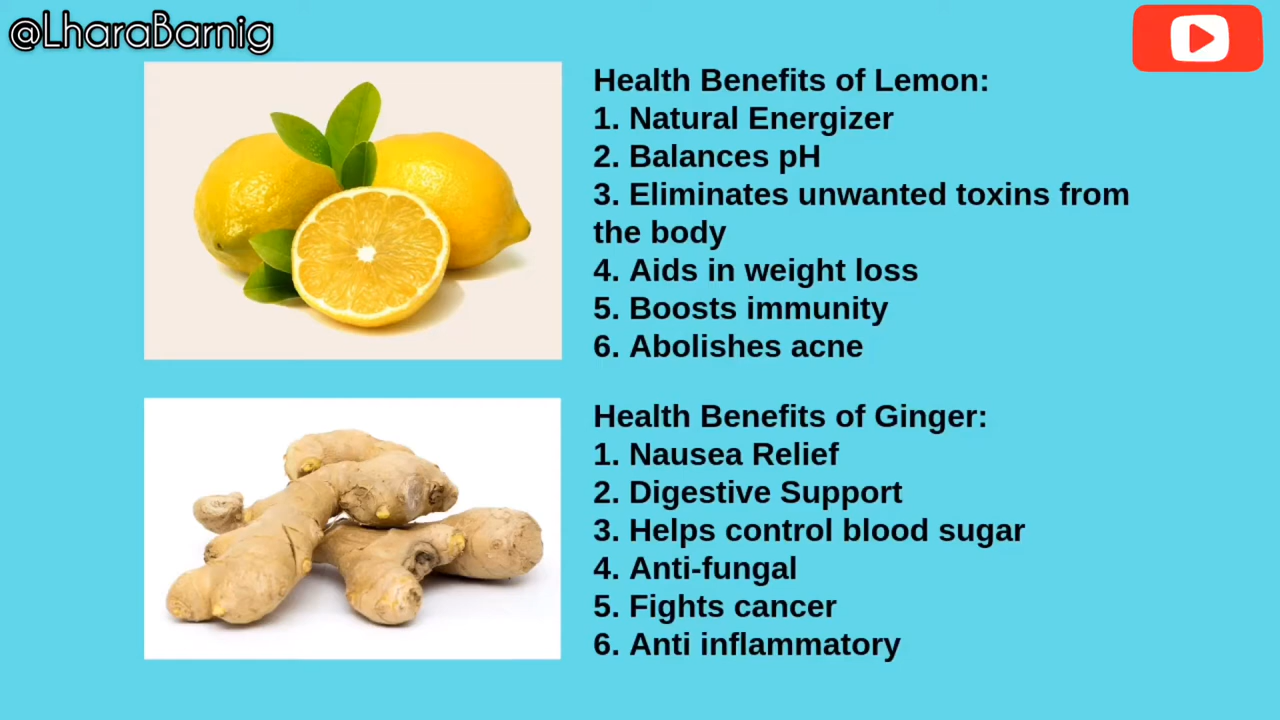 @LharaBarnig
Health Benefits of Lemon:
1. Natural Energizer
2. Balances pH
3. Eliminates unwanted toxins from
the body
4. Aids in weight loss
5. Boosts immunity
6. Abolishes acne
Health Benefits of Ginger:
1. Nausea Relief
2. Digestive Support
3. Helps control blood sugar
4. Anti-fungal
5. Fights cancer
6. Anti inflammatory